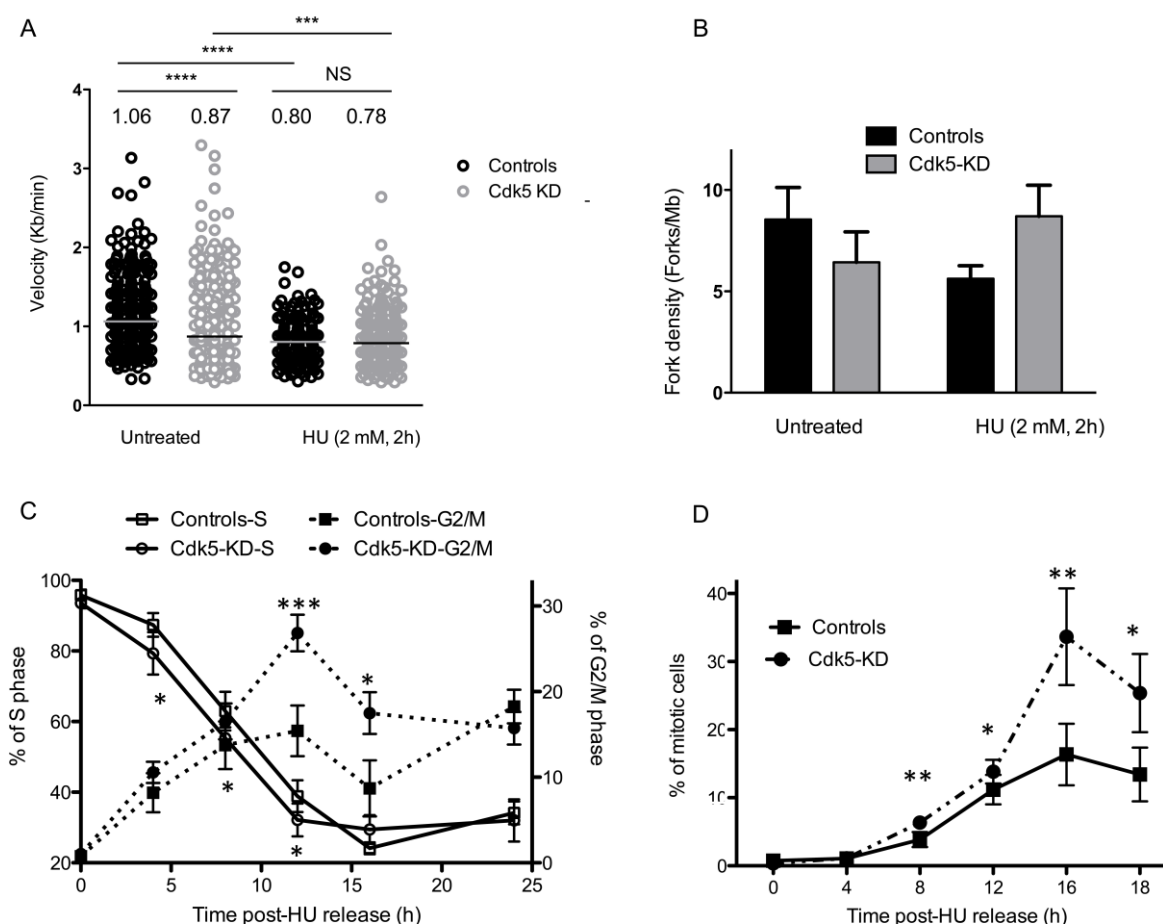 A
***
****
****
NS
1.06 0.87 0.80 0.78
4
3
2
1
0
Velocity (Kb/min)
Controls
Cdk5 KD
-
Untreated HU (2 mM, 2h)
B
Controls
Cdk5-KD
10
5
0
Fork density (Forks/Mb)
Untreated HU (2 mM, 2h)
C
Controls-S Controls-G2/M
Cdk5-KD-S Cdk5-KD-G2/M
100
80
60
40
20
% of S phase
30
20
10
0
% of G2/M phase
***
*
*
*
*
0 5 10 15 20 25
Time post-HU release (h)
D
Controls
Cdk5-KD
40
30
20
10
0
% of mitotic cells
**
*
*
**
0 4 8 12 16 18
Time post-HU release (h)